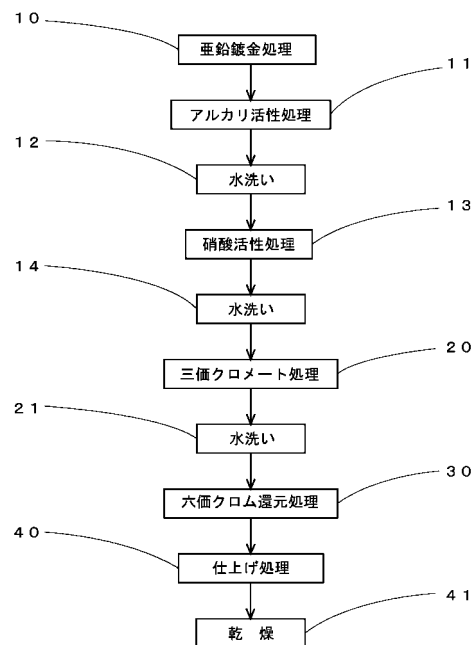 １０
亜鉛鍍金処理
１１
アルカリ活性処理
１２
水洗い
１３
硝酸活性処理
１４
水洗い
２０
三価クロメート処理
２１
水洗い
３０
六価クロム還元処理
４０
仕上げ処理
４１
乾　燥